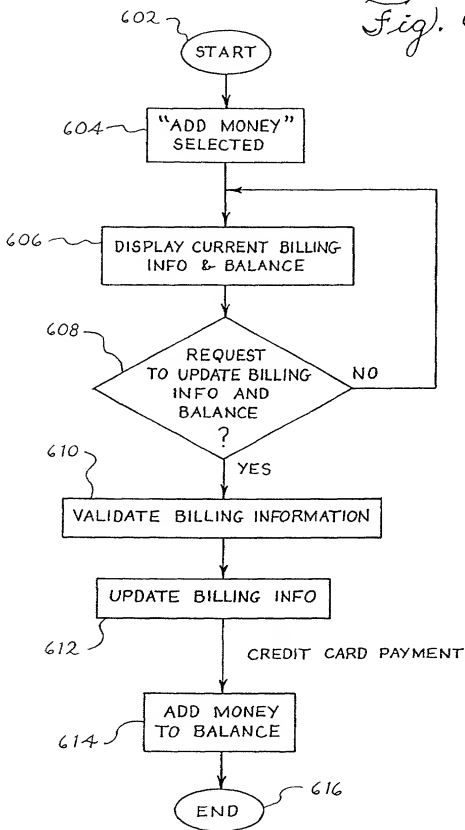 Fig.
602
START
604
"ADD MONEY"
SELECTED
606
DISPLAY CURRENT BILLING
INFO & BALANCE
608
REQUEST
TO UPDATE BILLING
INFO AND
BALANCE
?
NO
YES
610
VALIDATE BILLING INFORMATION
UPDATE BILLING INFO
612
CREDIT CARD PAYMENT
ADD MONEY
TO BALANCE
614
END
616